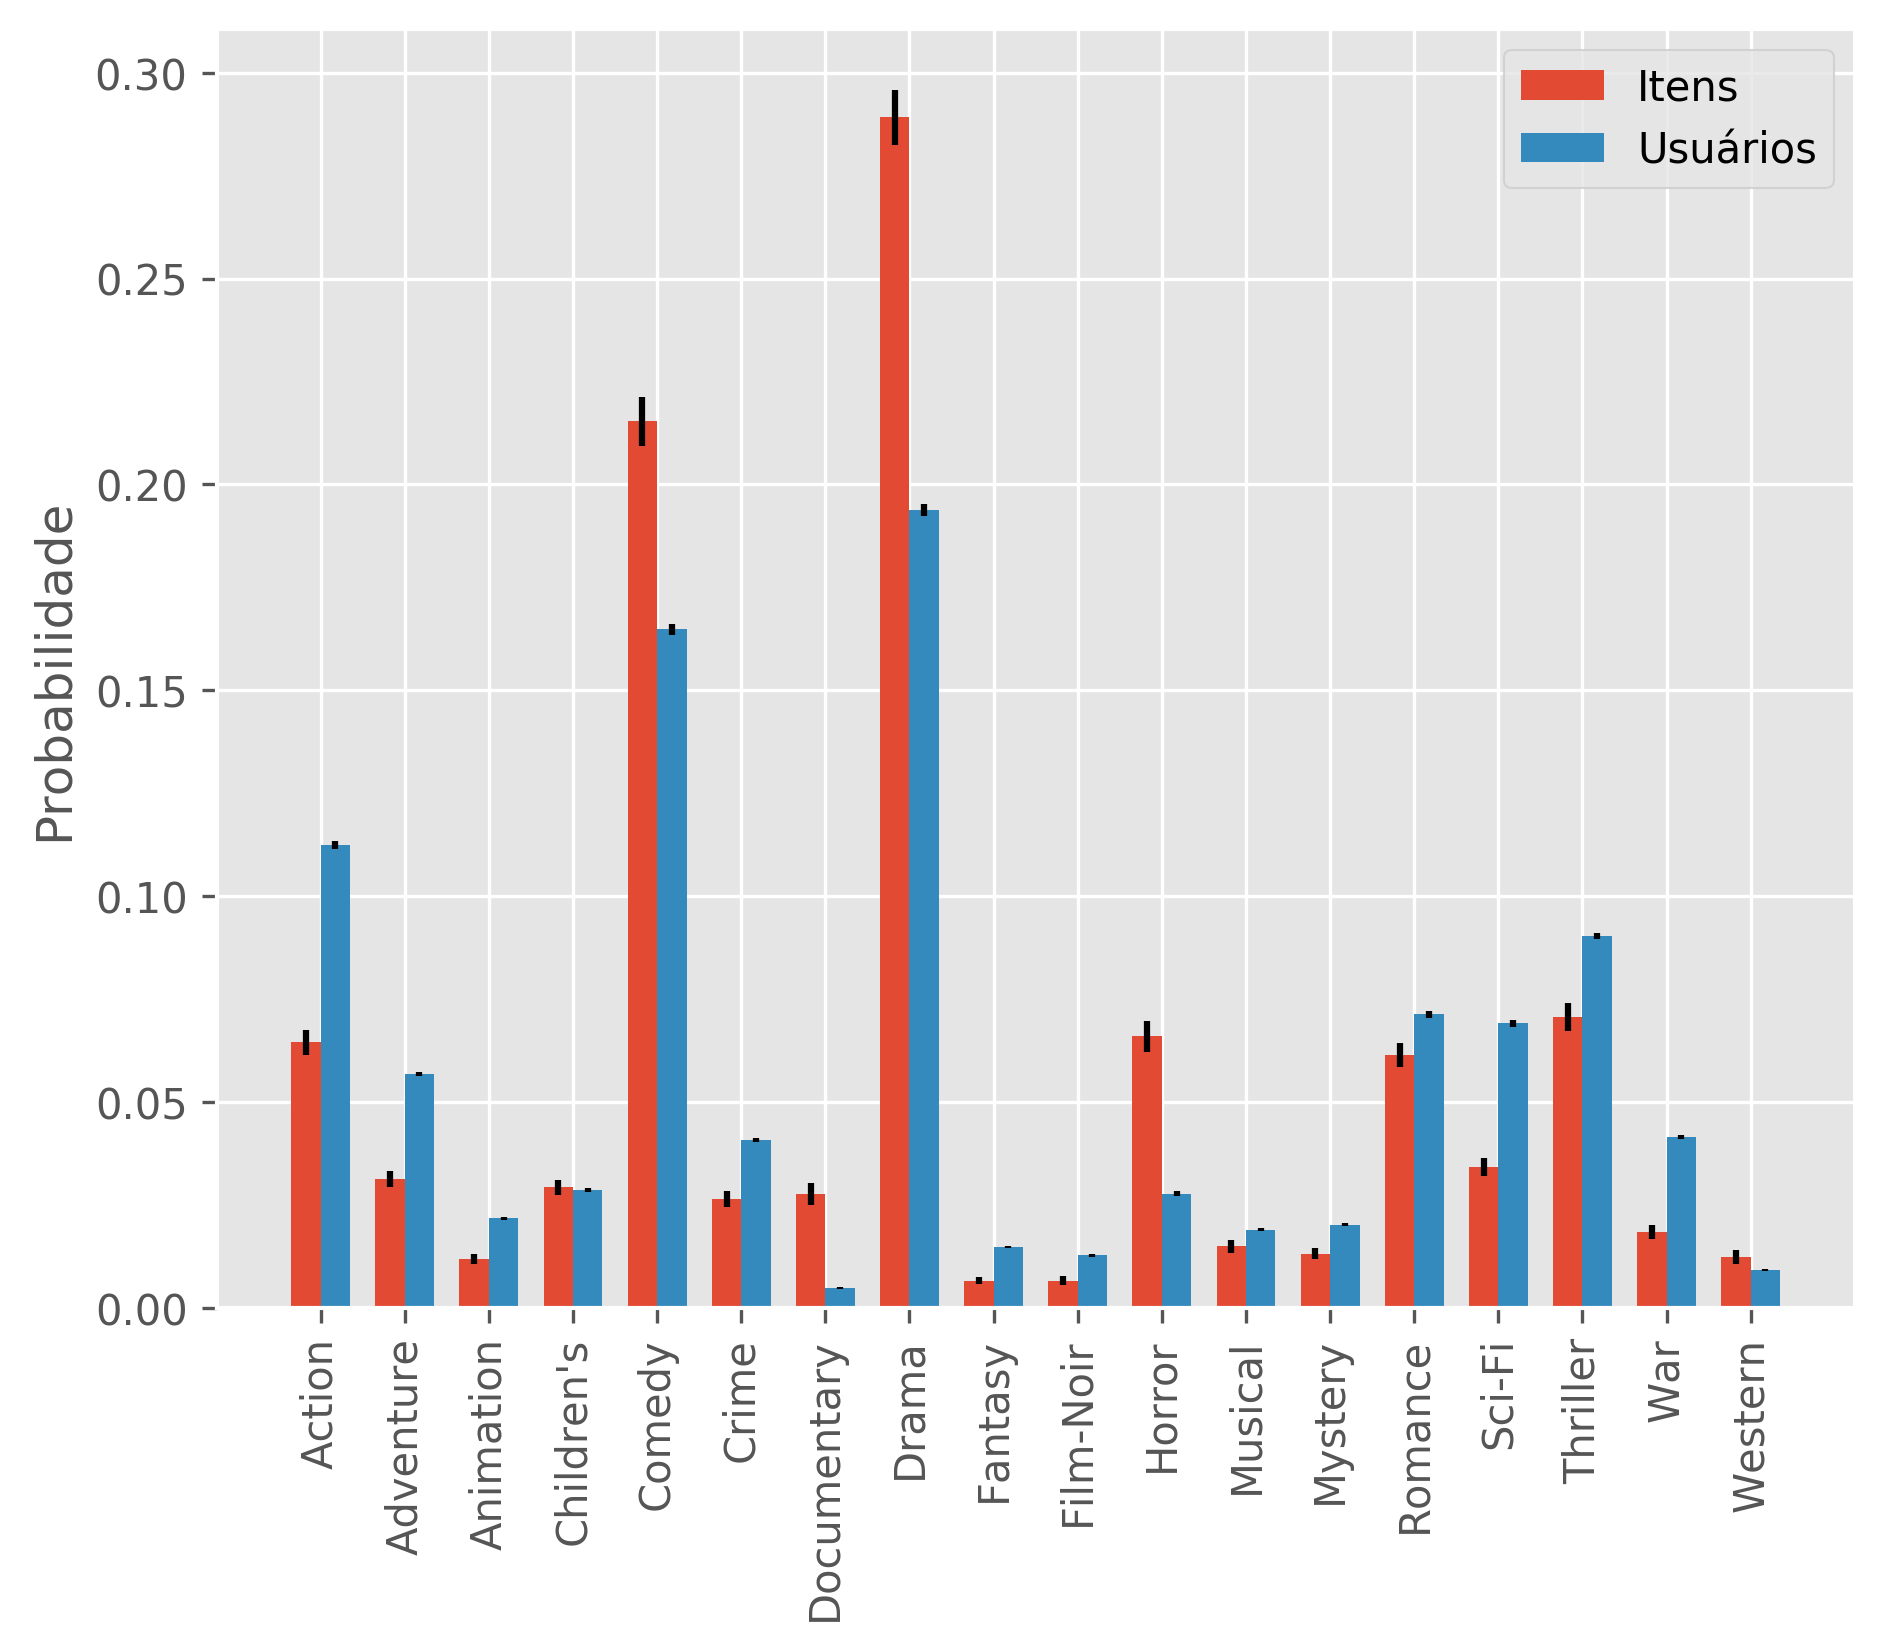 0.30
0.25
0.20
0.15
0.10
0.05
0.00
Probabilidade
Itens
Usuários
Action
Adventure
Animation
Children's
Comedy
Crime
Documentary
Drama
Fantasy
Film-Noir
Horror
Musical
Mystery
Romance
Sci-Fi
Thriller
War
Western